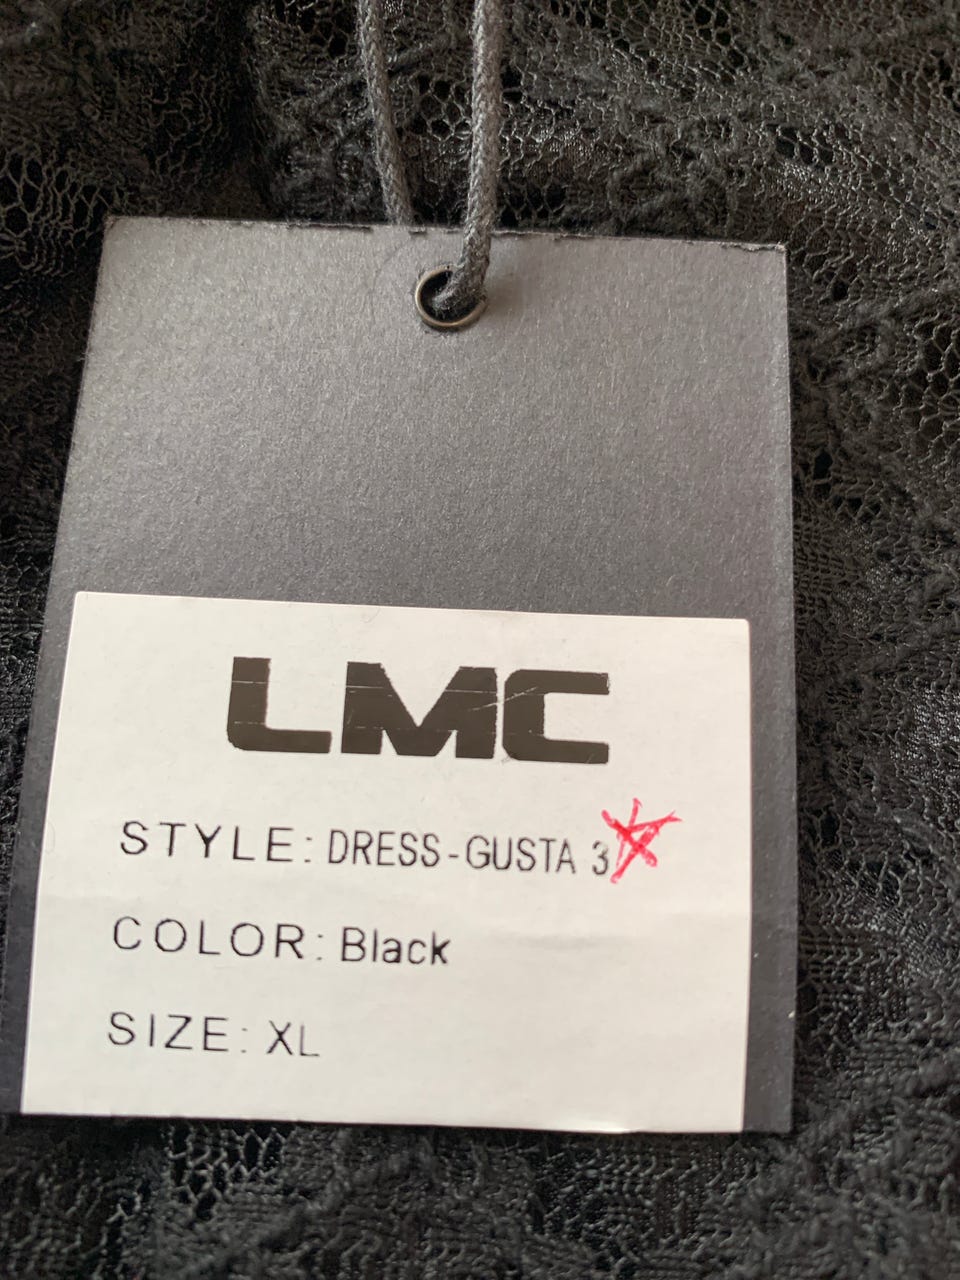 LMC
STYLE: DRESS-GUSTA 3
COLOR: Black
SIZE: XL